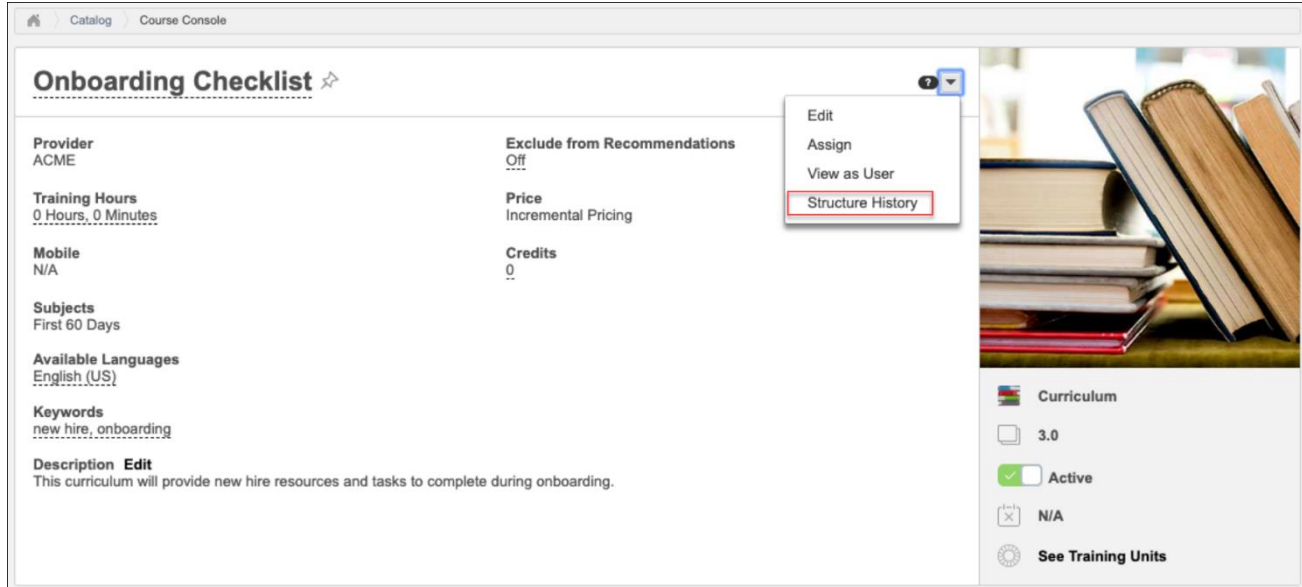 Catalog
Course Console
Onboarding Checklist
?
Edit
Assign
View as User
Structure History
Provider
ACME
Training Hours
0 Hours, 0 Minutes
Mobile
N/A
Subjects
First 60 Days
Available Languages
English (US)
Keywords
new hire, onboarding
Description Edit
This curriculum will provide new hire resources and tasks to complete during onboarding.
Exclude from Recommendations
Off
Price
Incremental Pricing
Credits
0
Curriculum
3.0
Active
N/A
See Training Units